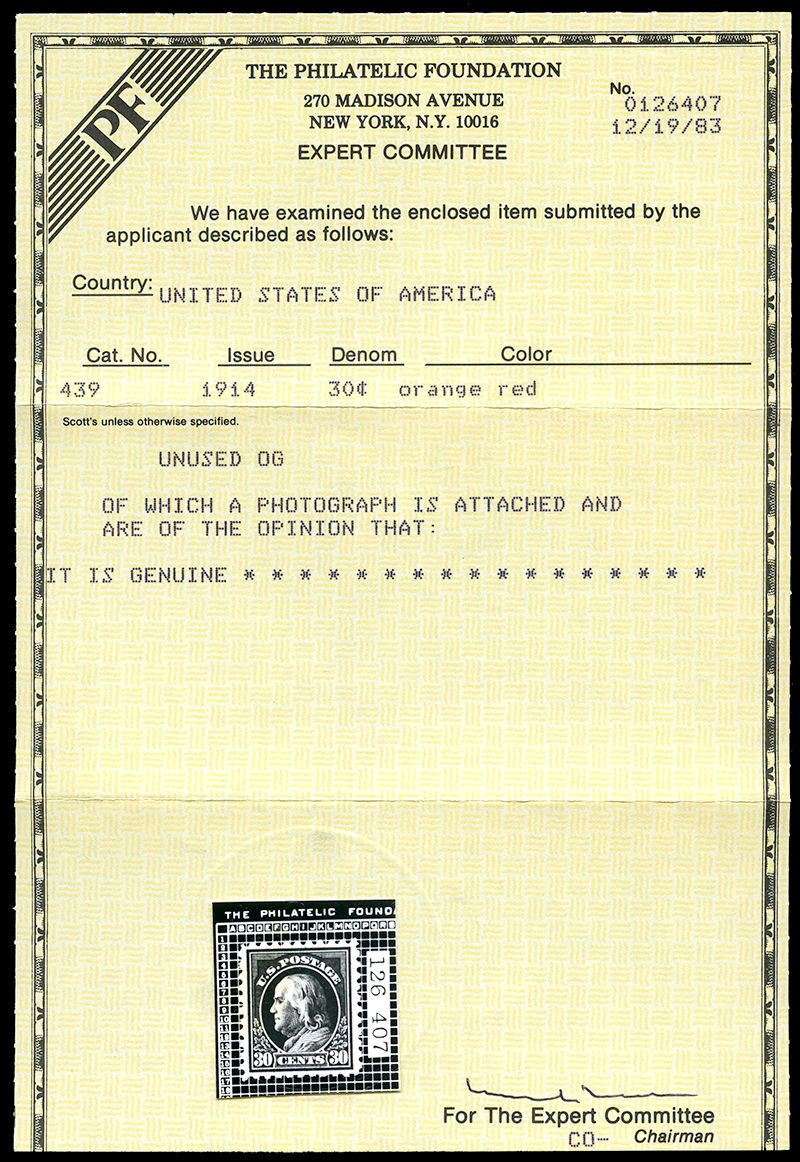 PF
THE PHILATELIC FOUNDATION
270 MADISON AVENUE
NEW YORK, N.Y. 10016
EXPERT COMMITTEE
No.
0126407
12/19/83
We have examined the enclosed item submitted by the
applicant described as follows:
Country: UNITED STATES OF AMERICA
Cat. No. Issue Denom Color
439 1914 30¢ orange red
Scott's unless otherwise specified.
UNUSED OG
OF WHICH A PHOTOGRAPH IS ATTACHED AND
ARE OF THE OPINION THAT:
IT IS GENUINE * * * * * * * * * * * * * * * * *
THE PHILATELIC FOUND
ABCDEFGHIJKLMNOPQRS
U.S. POSTAGE
30 CENTS 30
126 407
For The Expert Committee
CO- Chairman